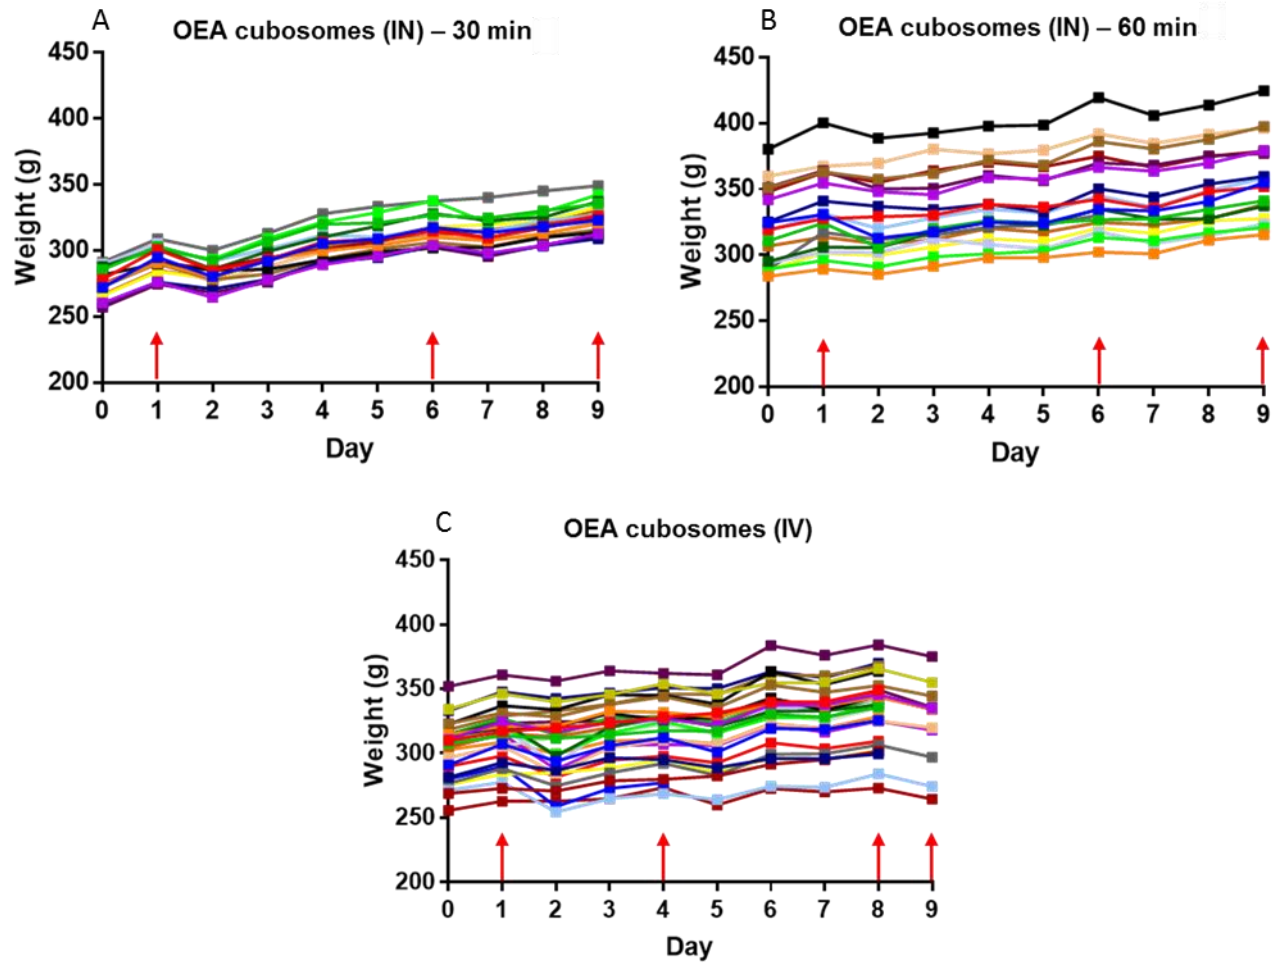 A
OEA cubosomes (IN) – 30 min
450
400
350
300
250
200
Weight (g)
0 1 2 3 4 5 6 7 8 9
Day
B
OEA cubosomes (IN) – 60 min
450
400
350
300
250
200
Weight (g)
0 1 2 3 4 5 6 7 8 9
Day
C
OEA cubosomes (IV)
450
400
350
300
250
200
Weight (g)
0 1 2 3 4 5 6 7 8 9
Day